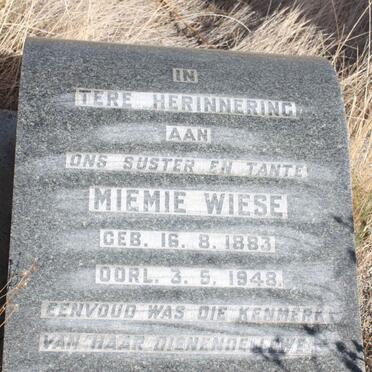 IN
TERE HERINNERING
AAN
ONS SUSTER EN TANTE
MIEMIE WIESE
GEB. 16. 8. 1883
OORL. 3. 5. 1948.
EENVOUD WAS DIE KENMERK
VAN HAAR DIENENDE